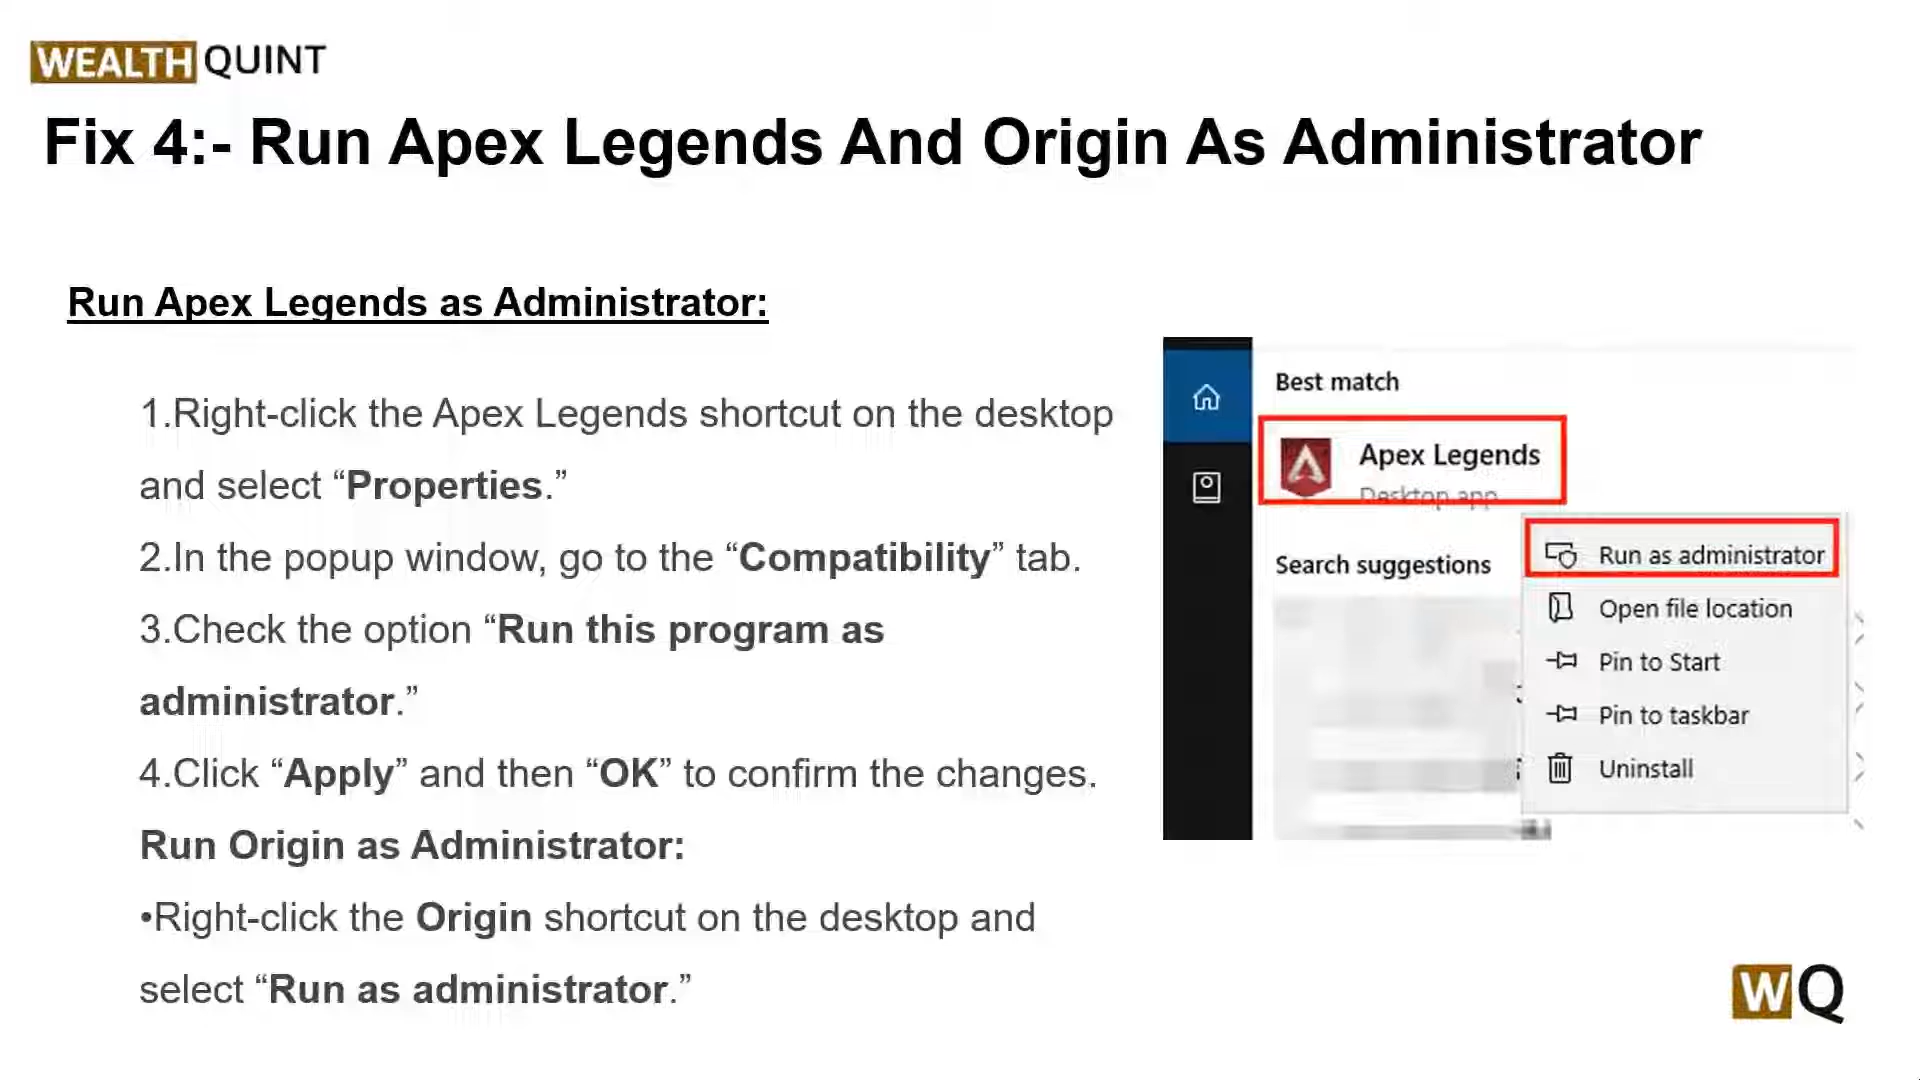 WEALTH QUINT
Fix 4:- Run Apex Legends And Origin As Administrator
Run Apex Legends as Administrator:
1.Right-click the Apex Legends shortcut on the desktop
and select “Properties.”
2.In the popup window, go to the “Compatibility” tab.
3.Check the option “Run this program as
administrator.”
4.Click “Apply” and then “OK” to confirm the changes.
Run Origin as Administrator:
•Right-click the Origin shortcut on the desktop and
select “Run as administrator.”
Best match
Apex Legends
Desktop app
Search suggestions
Run as administrator
Open file location
Pin to Start
Pin to taskbar
Uninstall
WQ